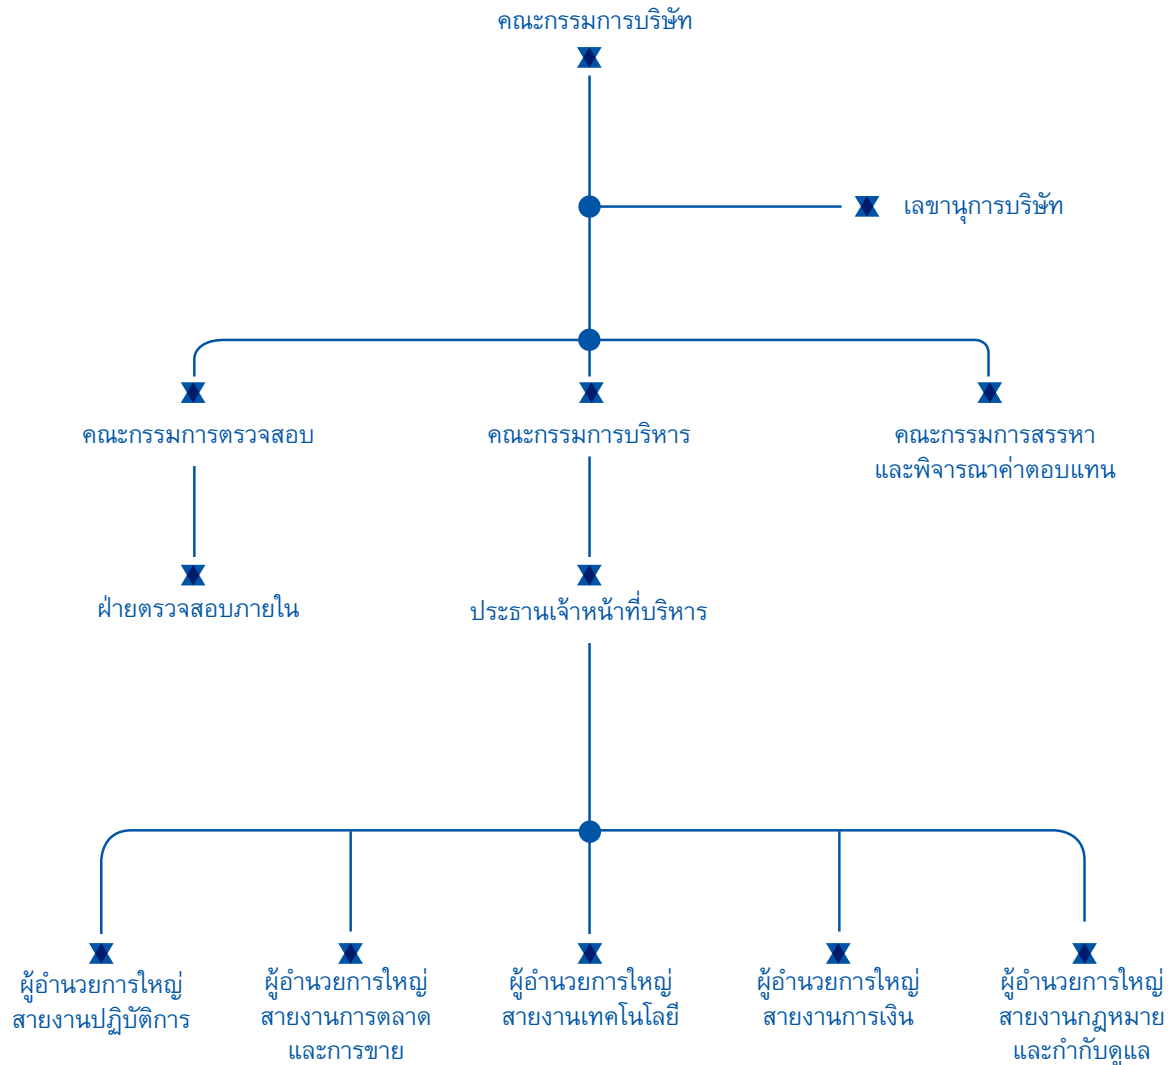 คณะกรรมการบริษัท
เลขานุการบริษัท
คณะกรรมการตรวจสอบ
คณะกรรมการบริหาร
คณะกรรมการสรรหา
และพิจารณาค่าตอบแทน
ฝ่ายตรวจสอบภายใน
ประธานเจ้าหน้าที่บริหาร
ผู้อำนวยการใหญ่
สายงานปฏิบัติการ
ผู้อำนวยการใหญ่
สายงานการตลาด
และการขาย
ผู้อำนวยการใหญ่
สายงานเทคโนโลยี
ผู้อำนวยการใหญ่
สายงานการเงิน
ผู้อำนวยการใหญ่
สายงานกฎหมาย
และกำกับดูแล